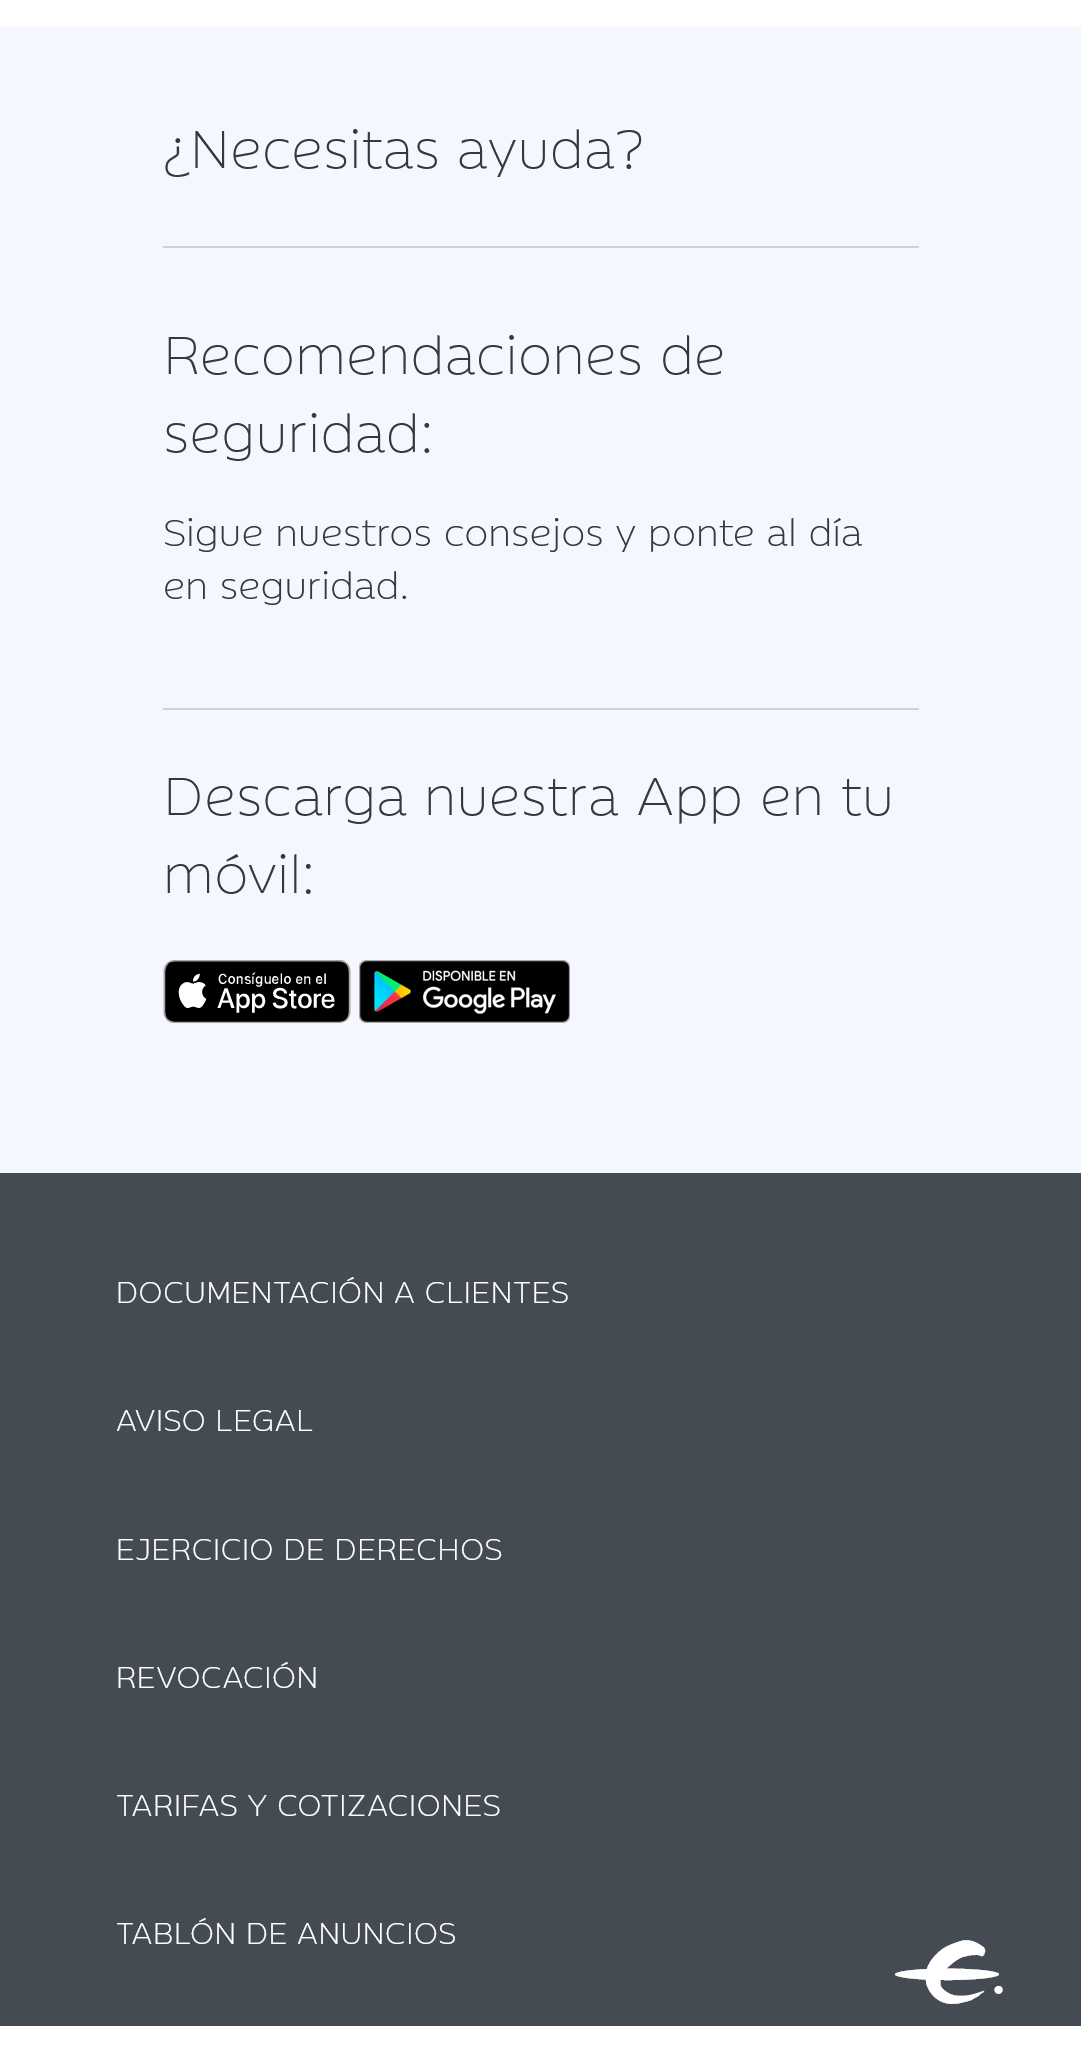 ¿Necesitas ayuda?
Recomendaciones de
seguridad:
Sigue nuestros consejos y ponte al día
en seguridad.
Descarga nuestra App en tu
móvil:
Consíguelo en el
App Store
DISPONIBLE EN
Google Play
DOCUMENTACIÓN A CLIENTES
AVISO LEGAL
EJERCICIO DE DERECHOS
REVOCACIÓN
TARIFAS Y COTIZACIONES
TABLÓN DE ANUNCIOS